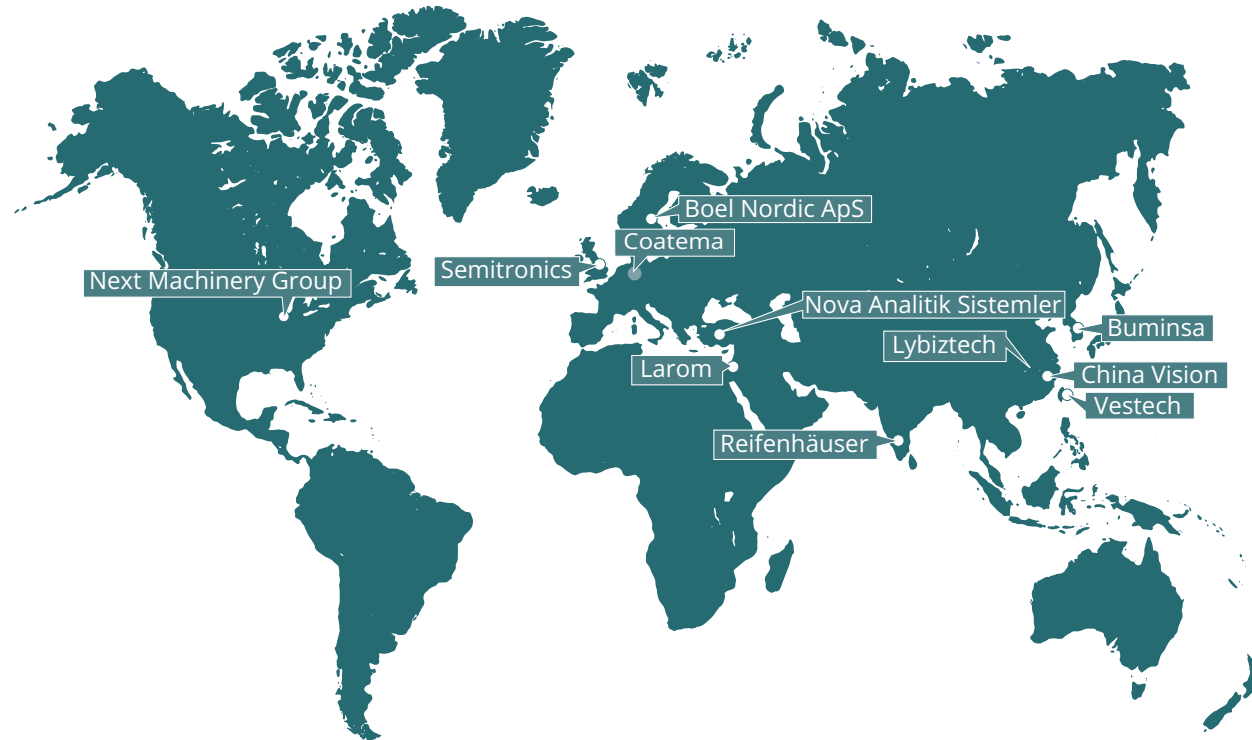 Boel Nordic ApS
Coatema
Semitronics
Next Machinery Group
Nova Analitik Sistemler
Buminsa
Lybiztech
Larom
China Vision
Vestech
Reifenhäuser